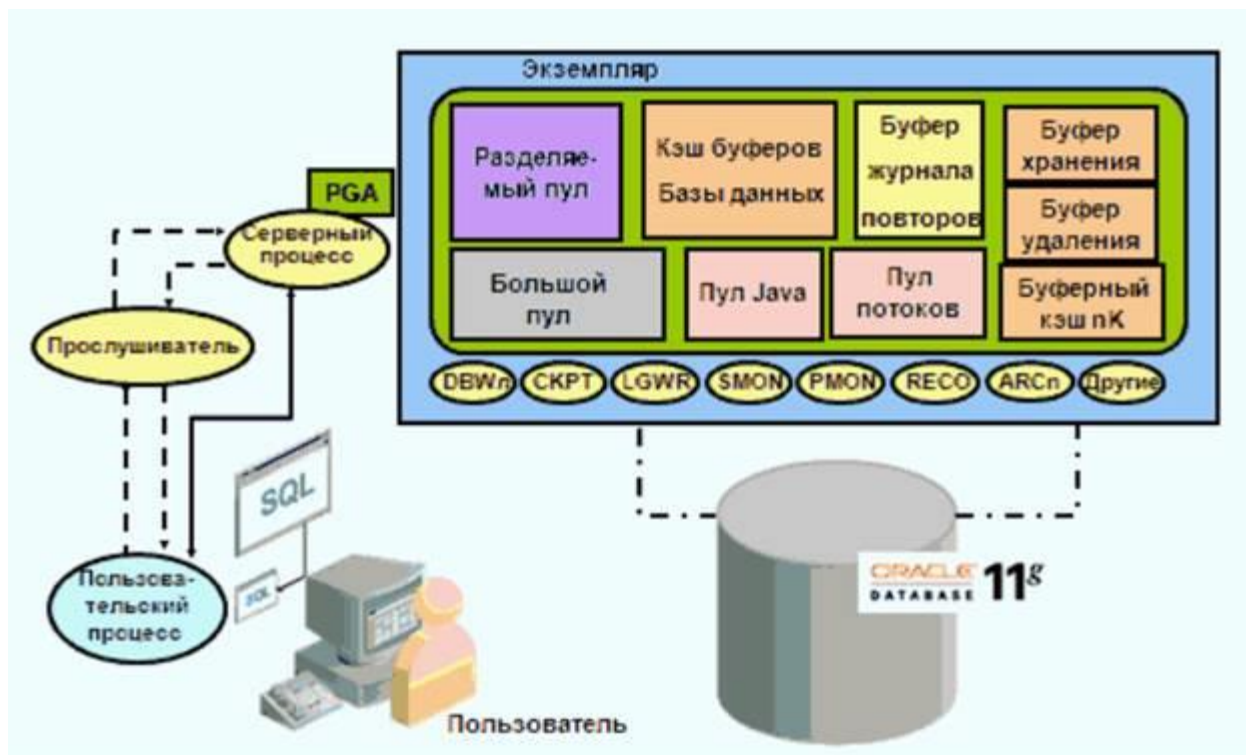 Экземпляр
Разделяе-
мый пул
Кэш буферов
Базы данных
Буфер
журнала
повторов
Буфер
хранения
Буфер
удаления
Большой
пул
Пул Java
Пул
потоков
Буферный
кэш nK
PGA
Серверный
процесс
Прослушиватель
DBWn
CKPT
LGWR
SMON
PMON
RECO
ARCn
Другие
SQL
SQL
Пользова-
тельский
процесс
Пользователь
ORACLE
DATABASE
11g